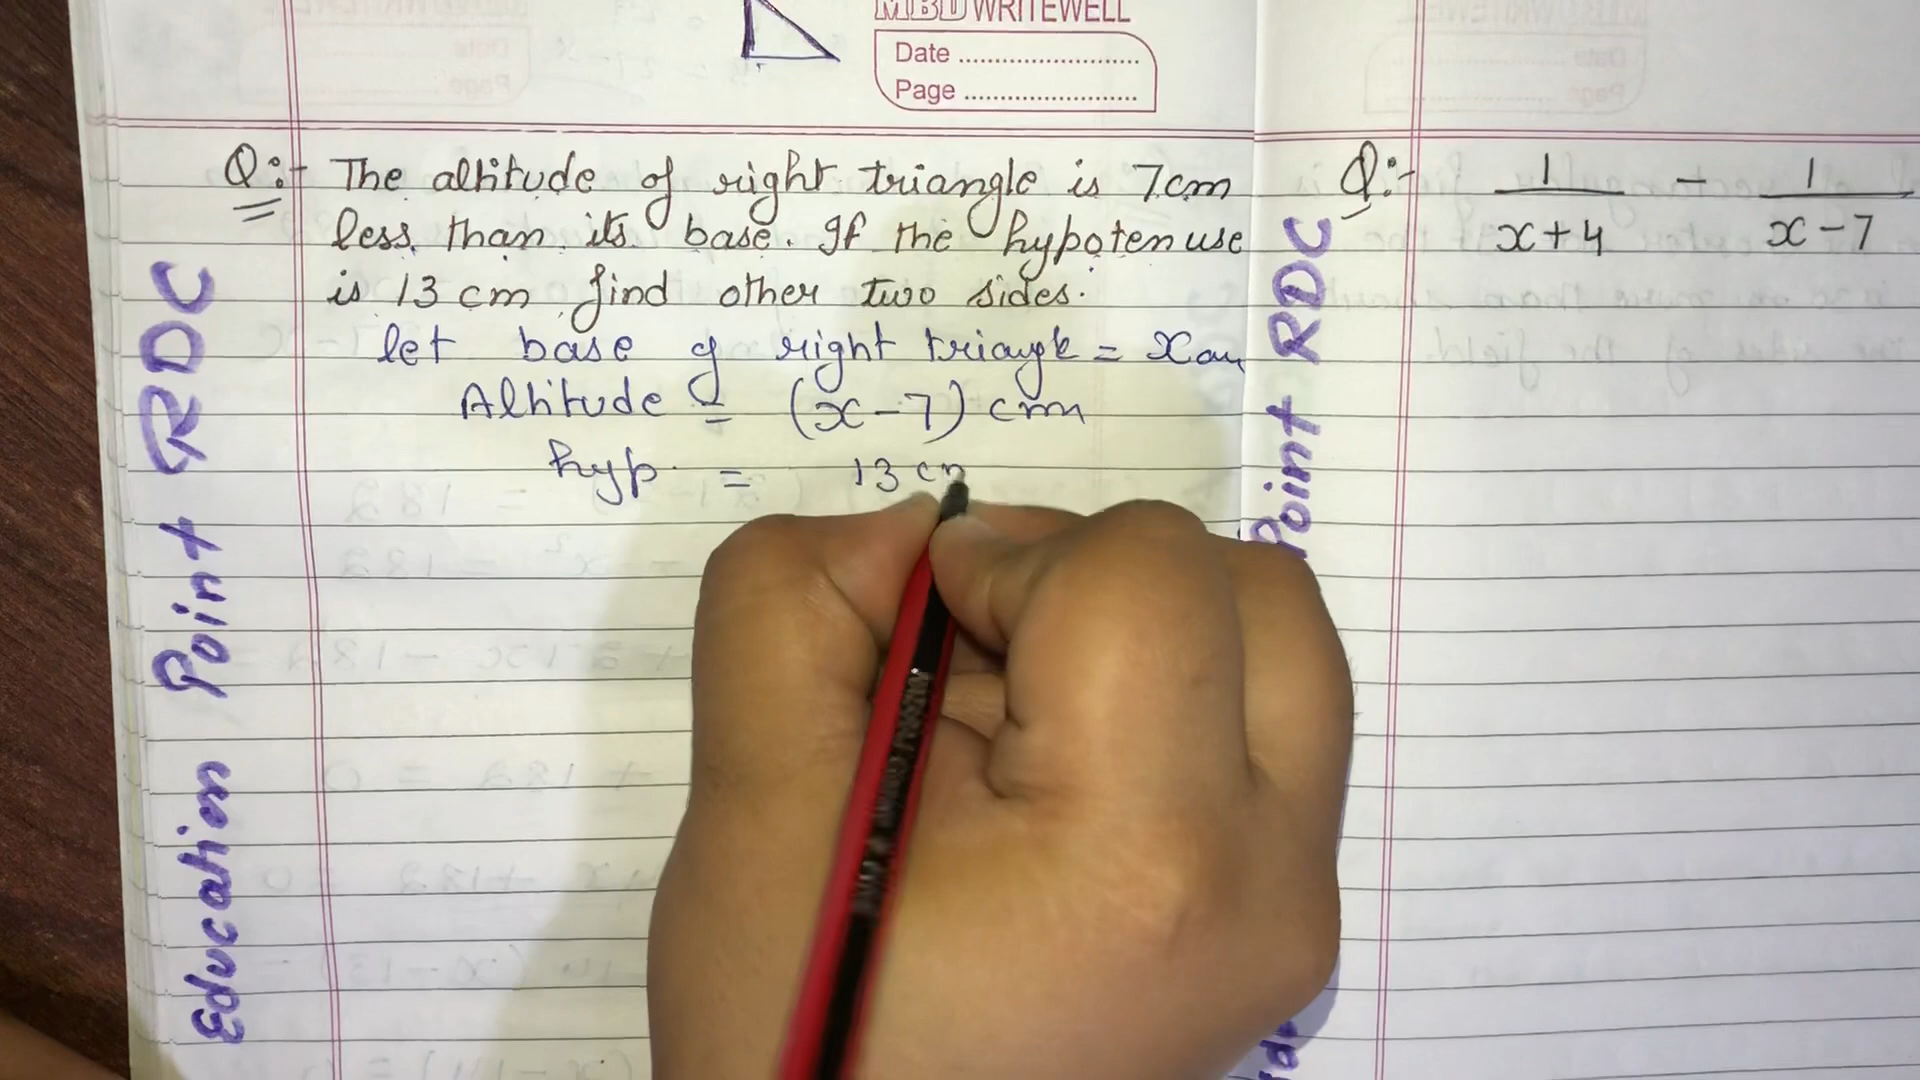 MBD WRITEWELL
Date
Page
Q:- The altitude of right triangle is 7cm
less than its base. If the hypotenuse
is 13 cm find other two sides.
let base of right triangle = x cm
Altitude = (x-7) cm
hyp. = 13 cm
Education Point RDC
Q:- 1/(x+4) - 1/(x-7)
Point RDC